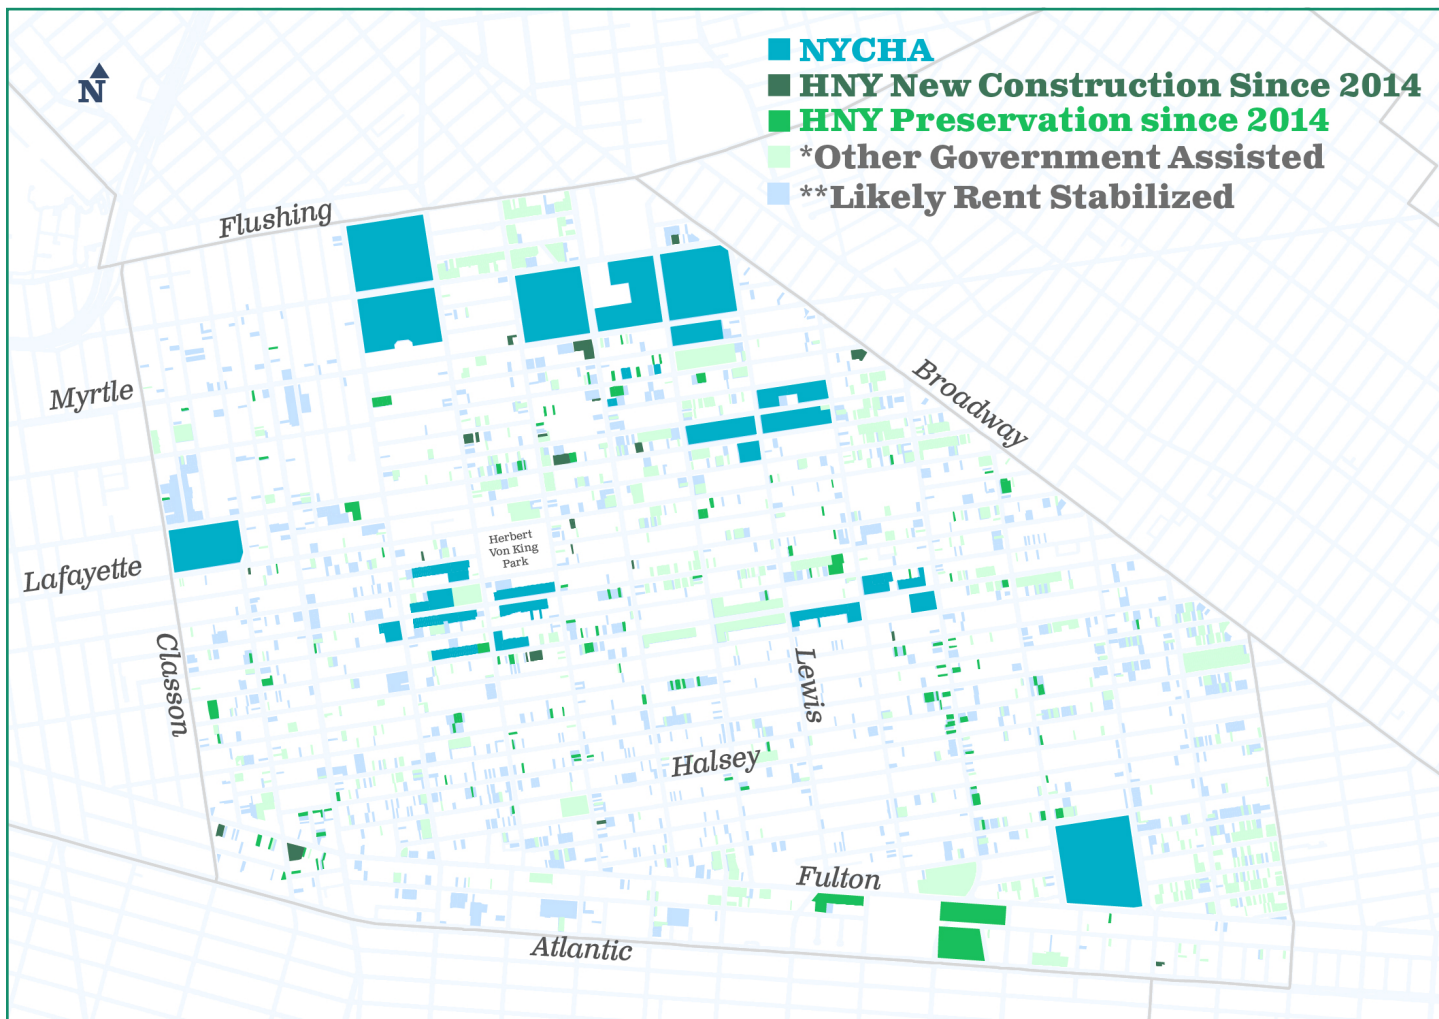 NYCHA
HNY New Construction Since 2014
HNY Preservation since 2014
*Other Government Assisted
**Likely Rent Stabilized
N
Flushing
Myrtle
Broadway
Lafayette
Herbert
Von King
Park
Classon
Lewis
Halsey
Fulton
Atlantic